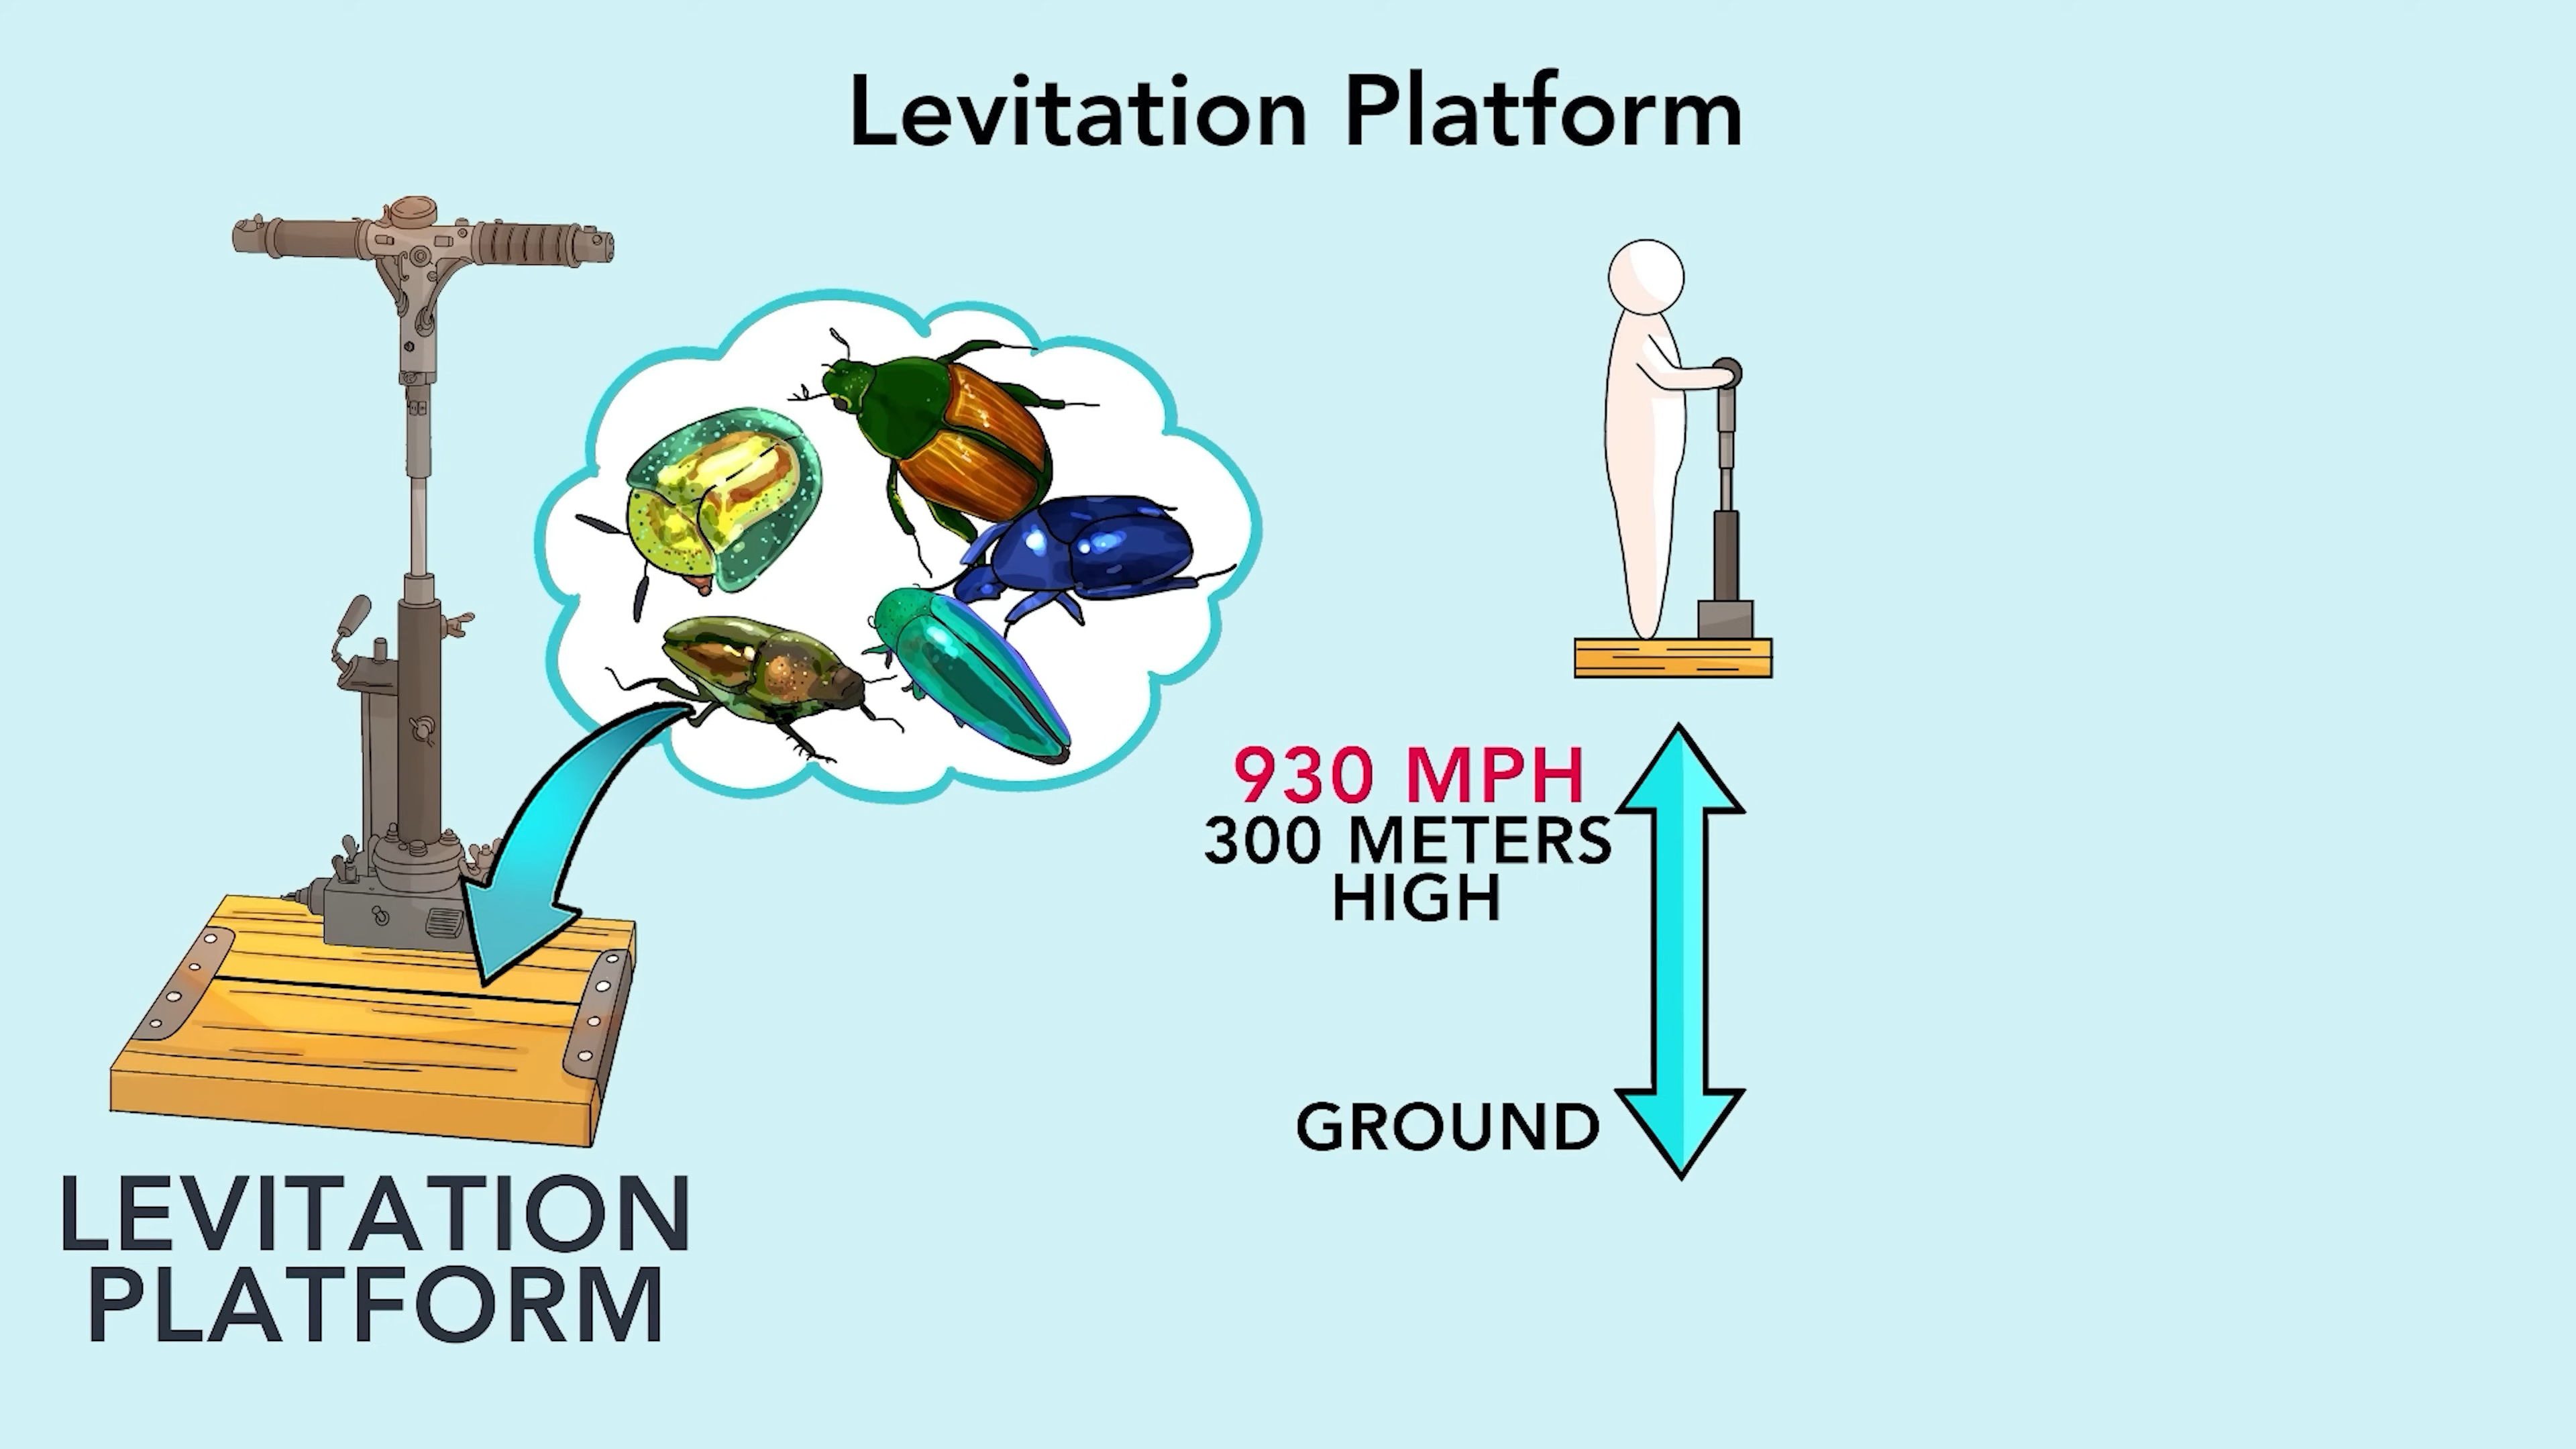 Levitation Platform
930 MPH
300 METERS
HIGH
GROUND
LEVITATION
PLATFORM